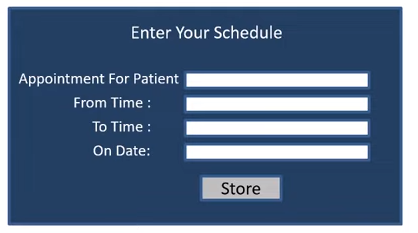 Enter Your Schedule
Appointment For Patient
From Time :
To Time :
On Date:
Store